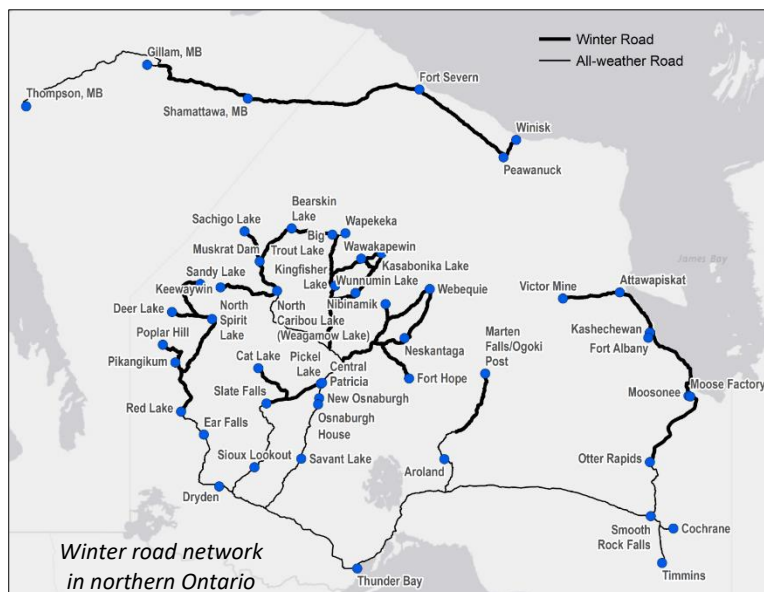 Gillam, MB
Winter Road
All-weather Road
Thompson, MB
Fort Severn
Shamattawa, MB
Winisk
Peawanuck
Bearskin
Lake
Sachigo Lake
Wapekeka
Big
Trout Lake
Muskrat Dam
Wawakapewin
Kasabonika Lake
Kingfisher
Lake
Wunnumin Lake
Sandy Lake
Keewaywin
Nibinamik
Webequie
Victor Mine
Attawapiskat
James Bay
Deer Lake
North
Spirit
Lake
North
Caribou Lake
(Weagamow Lake)
Poplar Hill
Pikangikum
Cat Lake
Pickel
Lake
Central
Patricia
Neskantaga
Fort Hope
Marten
Falls/Ogoki
Post
Kashechewan
Fort Albany
Moosonee
Moose Factory
Slate Falls
New Osnaburgh
Osnaburgh
House
Red Lake
Ear Falls
Sioux Lookout
Savant Lake
Aroland
Otter Rapids
Dryden
Smooth
Rock Falls
Cochrane
Timmins
Thunder Bay
Winter road network
in northern Ontario